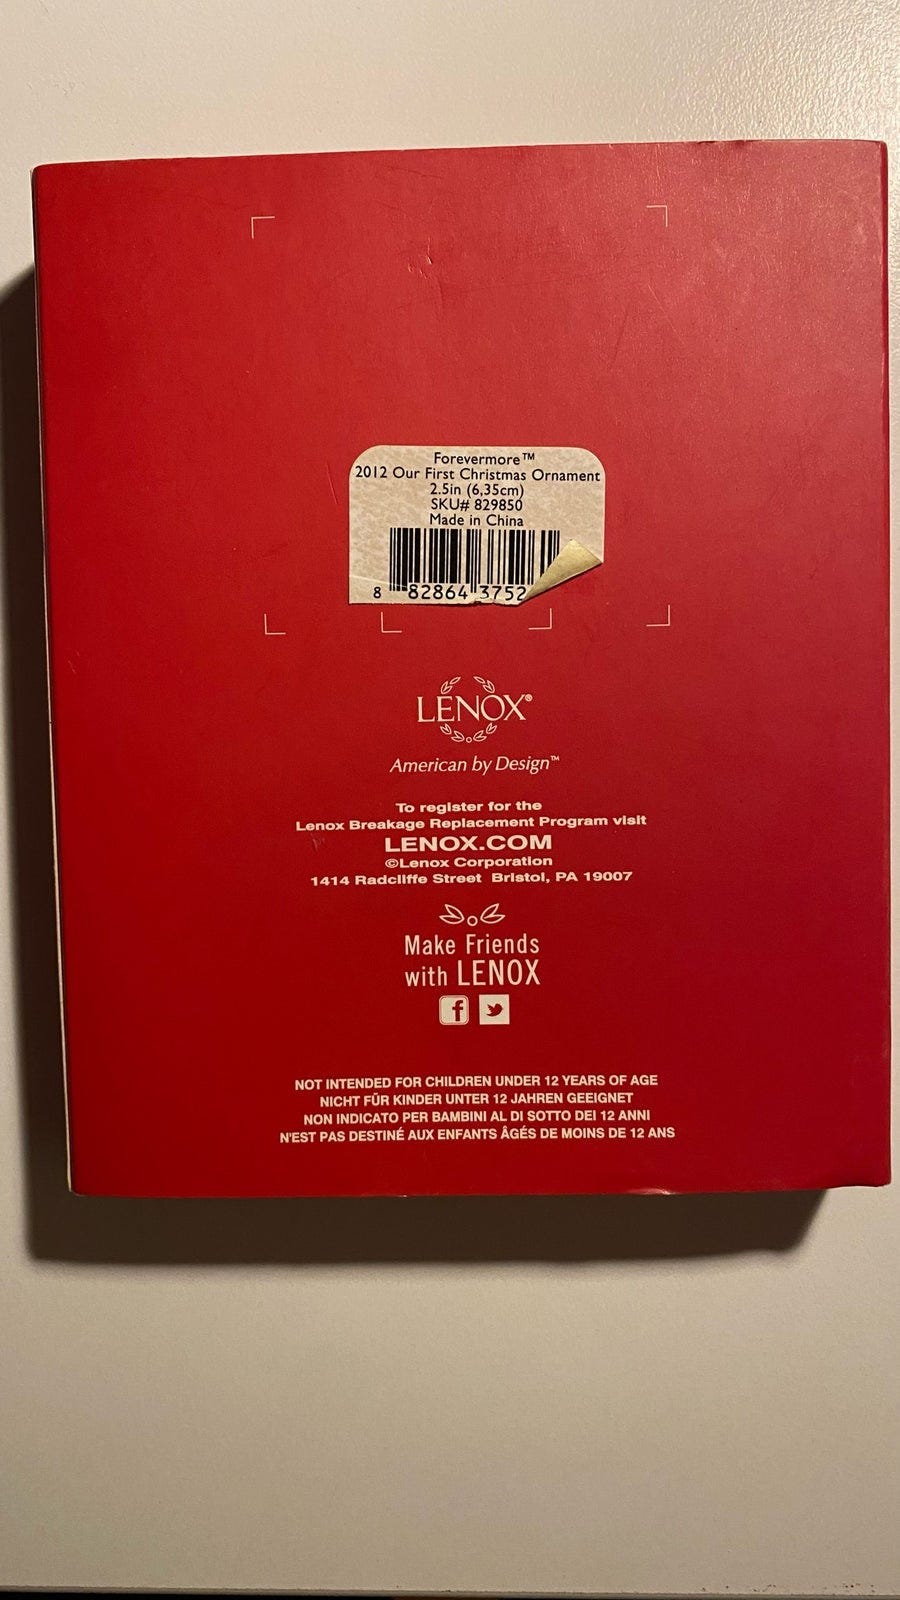 Forevermore™
2012 Our First Christmas Ornament
2.5in (6,35cm)
SKU# 829850
Made in China
8 82864 3752
LENOX®
American by Design™
To register for the
Lenox Breakage Replacement Program visit
LENOX.COM
©Lenox Corporation
1414 Radcliffe Street Bristol, PA 19007
Make Friends
with LENOX
f
NOT INTENDED FOR CHILDREN UNDER 12 YEARS OF AGE
NICHT FÜR KINDER UNTER 12 JAHREN GEEIGNET
NON INDICATO PER BAMBINI AL DI SOTTO DEI 12 ANNI
N'EST PAS DESTINÉ AUX ENFANTS ÂGÉS DE MOINS DE 12 ANS